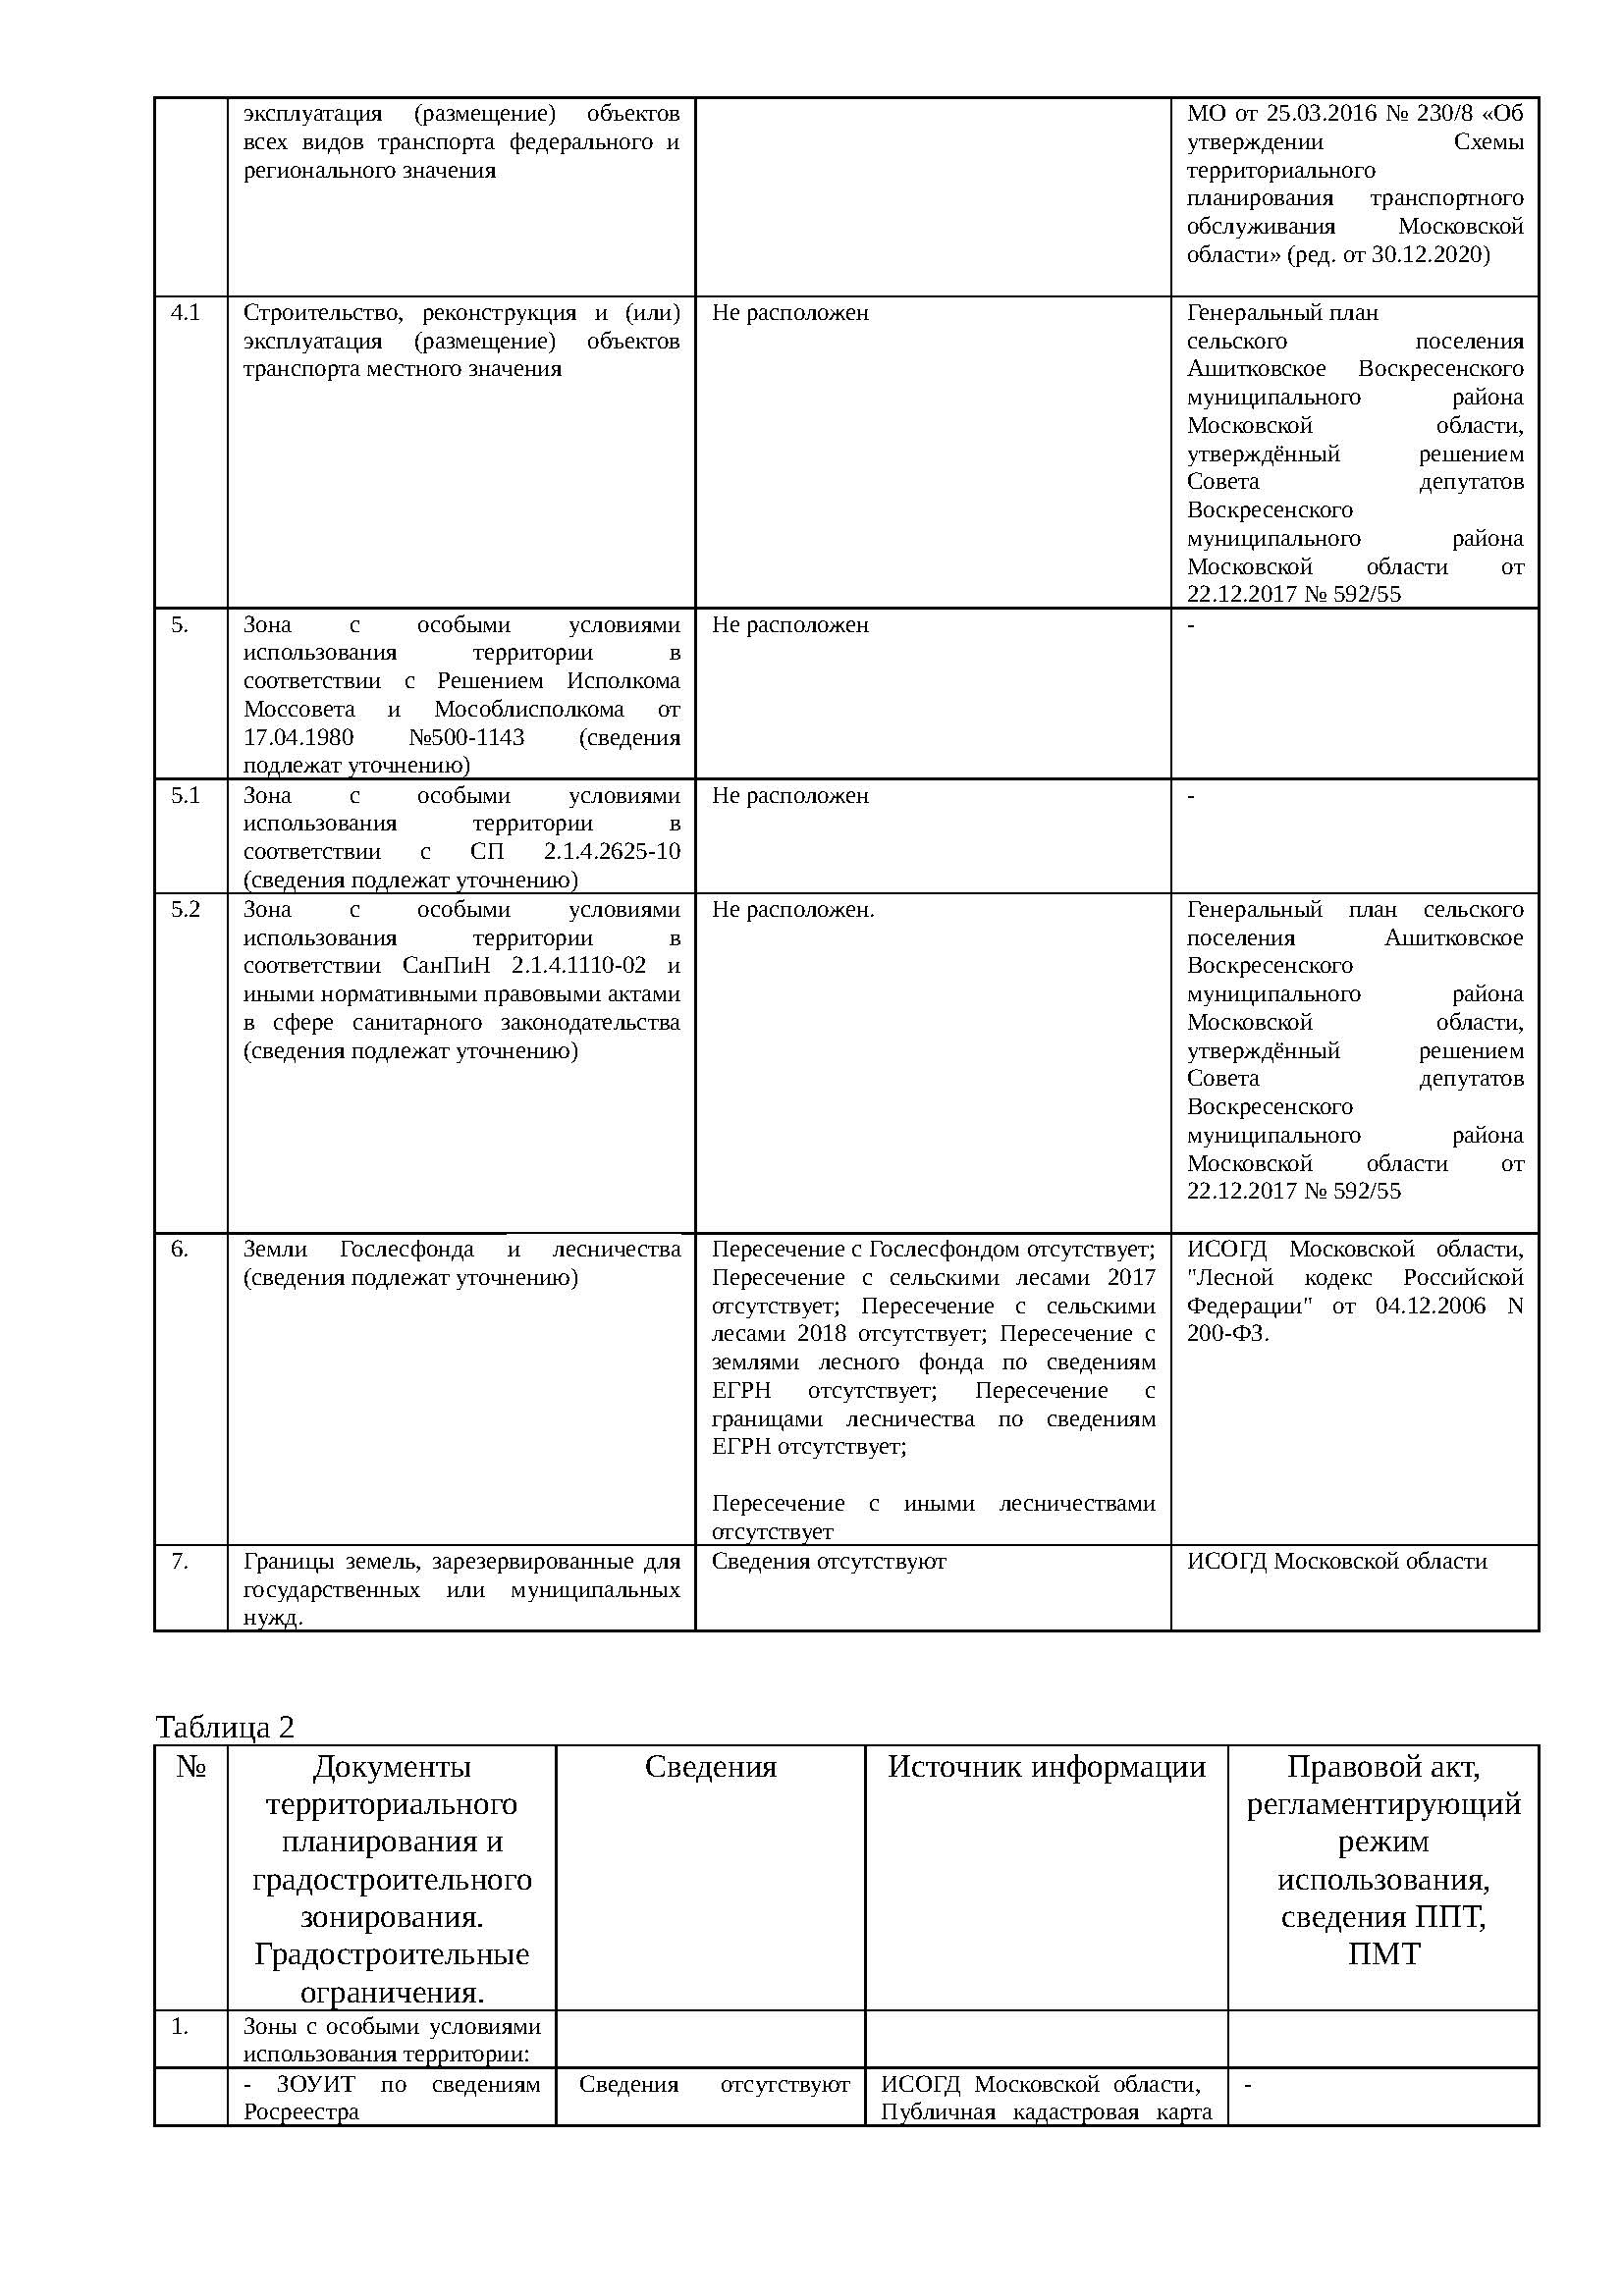 эксплуатация (размещение) объектов
всех видов транспорта федерального и
регионального значения
МО от 25.03.2016 № 230/8 «Об
утверждении Схемы
территориального
планирования транспортного
обслуживания Московской
области» (ред. от 30.12.2020)
4.1
Строительство, реконструкция и (или)
эксплуатация (размещение) объектов
транспорта местного значения
Не расположен
Генеральный план
сельского поселения
Ашитковское Воскресенского
муниципального района
Московской области,
утверждённый решением
Совета депутатов
Воскресенского
муниципального района
Московской области от
22.12.2017 № 592/55
5.
Зона с особыми условиями
использования территории в
соответствии с Решением Исполкома
Моссовета и Мособлисполкома от
17.04.1980 №500-1143 (сведения
подлежат уточнению)
Не расположен
-
5.1
Зона с особыми условиями
использования территории в
соответствии с СП 2.1.4.2625-10
(сведения подлежат уточнению)
Не расположен
-
5.2
Зона с особыми условиями
использования территории в
соответствии СанПиН 2.1.4.1110-02 и
иными нормативными правовыми актами
в сфере санитарного законодательства
(сведения подлежат уточнению)
Не расположен.
Генеральный план сельского
поселения Ашитковское
Воскресенского
муниципального района
Московской области,
утверждённый решением
Совета депутатов
Воскресенского
муниципального района
Московской области от
22.12.2017 № 592/55
6.
Земли Гослесфонда и лесничества
(сведения подлежат уточнению)
Пересечение с Гослесфондом отсутствует;
Пересечение с сельскими лесами 2017
отсутствует; Пересечение с сельскими
лесами 2018 отсутствует; Пересечение с
землями лесного фонда по сведениям
ЕГРН отсутствует; Пересечение с
границами лесничества по сведениям
ЕГРН отсутствует;
Пересечение с иными лесничествами
отсутствует
ИСОГД Московской области,
"Лесной кодекс Российской
Федерации" от 04.12.2006 N
200-ФЗ.
7.
Границы земель, зарезервированные для
государственных или муниципальных
нужд.
Сведения отсутствуют
ИСОГД Московской области
Таблица 2
№
Документы
территориального
планирования и
градостроительного
зонирования.
Градостроительные
ограничения.
Сведения
Источник информации
Правовой акт,
регламентирующий
режим
использования,
сведения ППТ,
ПМТ
1.
Зоны с особыми условиями
использования территории:
- ЗОУИТ по сведениям
Росреестра
Сведения отсутствуют
ИСОГД Московской области,
Публичная кадастровая карта
-